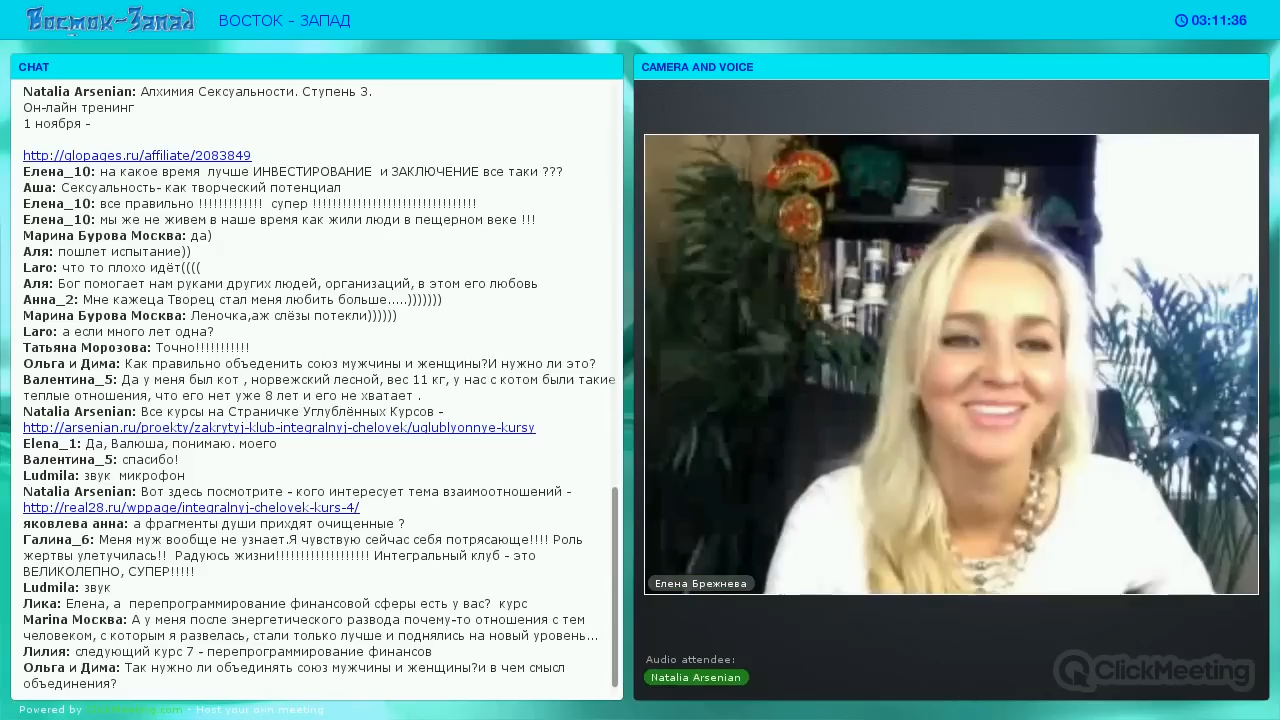 Восток-Запад
ВОСТОК - ЗАПАД
03:11:36
CHAT
Natalia Arsenian: Алхимия Сексуальности. Ступень 3.
Он-лайн тренинг
1 ноября -
http://glopages.ru/affiliate/2083849
Елена_10: на какое время  лучше ИНВЕСТИРОВАНИЕ  и ЗАКЛЮЧЕНИЕ все таки ???
Аша: Сексуальность- как творческий потенциал
Елена_10: все правильно !!!!!!!!!!!!!  супер !!!!!!!!!!!!!!!!!!!!!!!!!!!!!!!!!
Елена_10: мы же не живем в наше время как жили люди в пещерном веке !!!
Марина Бурова Москва: да)
Аля: пошлет испытание))
Laro: что то плохо идёт((((
Аля: Бог помогает нам руками других людей, организаций, в этом его любовь
Анна_2: Мне кажеца Творец стал меня любить больше.....)))))))
Марина Бурова Москва: Леночка,аж слёзы потекли))))))
Laro: а если много лет одна?
Татьяна Морозова: Точно!!!!!!!!!!!
Ольга и Дима: Как правильно объеденить союз мужчины и женщины?И нужно ли это?
Валентина_5: Да у меня был кот , норвежский лесной, вес 11 кг, у нас с котом были такие
теплые отношения, что его нет уже 8 лет и его не хватает .
Natalia Arsenian: Все курсы на Страничке Углублённых Курсов -
http://arsenian.ru/proekty/zakrytyj-klub-integralnyj-chelovek/uglublyonnye-kursy
Elena_1: Да, Валюша, понимаю. моего
Валентина_5: спасибо!
Ludmila: звук  микрофон
Natalia Arsenian: Вот здесь посмотрите - кого интересует тема взаимоотношений -
http://real28.ru/wppage/integralnyj-chelovek-kurs-4/
яковлева анна: а фрагменты души прихдят очищенные ?
Галина_6: Меня муж вообще не узнает.Я чувствую сейчас себя потрясающе!!!! Роль
жертвы улетучилась!!  Радуюсь жизни!!!!!!!!!!!!!!!!!!! Интегральный клуб - это
ВЕЛИКОЛЕПНО, СУПЕР!!!!!
Ludmila: звук
Лика: Елена, а  перепрограммирование финансовой сферы есть у вас?  курс
Marina Москва: А у меня после энергетического развода почему-то отношения с тем
человеком, с которым я развелась, стали только лучше и поднялись на новый уровень...
Лилия: следующий курс 7 - перепрограммирование финансов
Ольга и Дима: Так нужно ли объединять союз мужчины и женщины?и в чем смысл
объединения?
Powered by ClickMeeting.com - Host your own meeting
CAMERA AND VOICE
Елена Брежнева
Audio attendee:
Natalia Arsenian
ClickMeeting